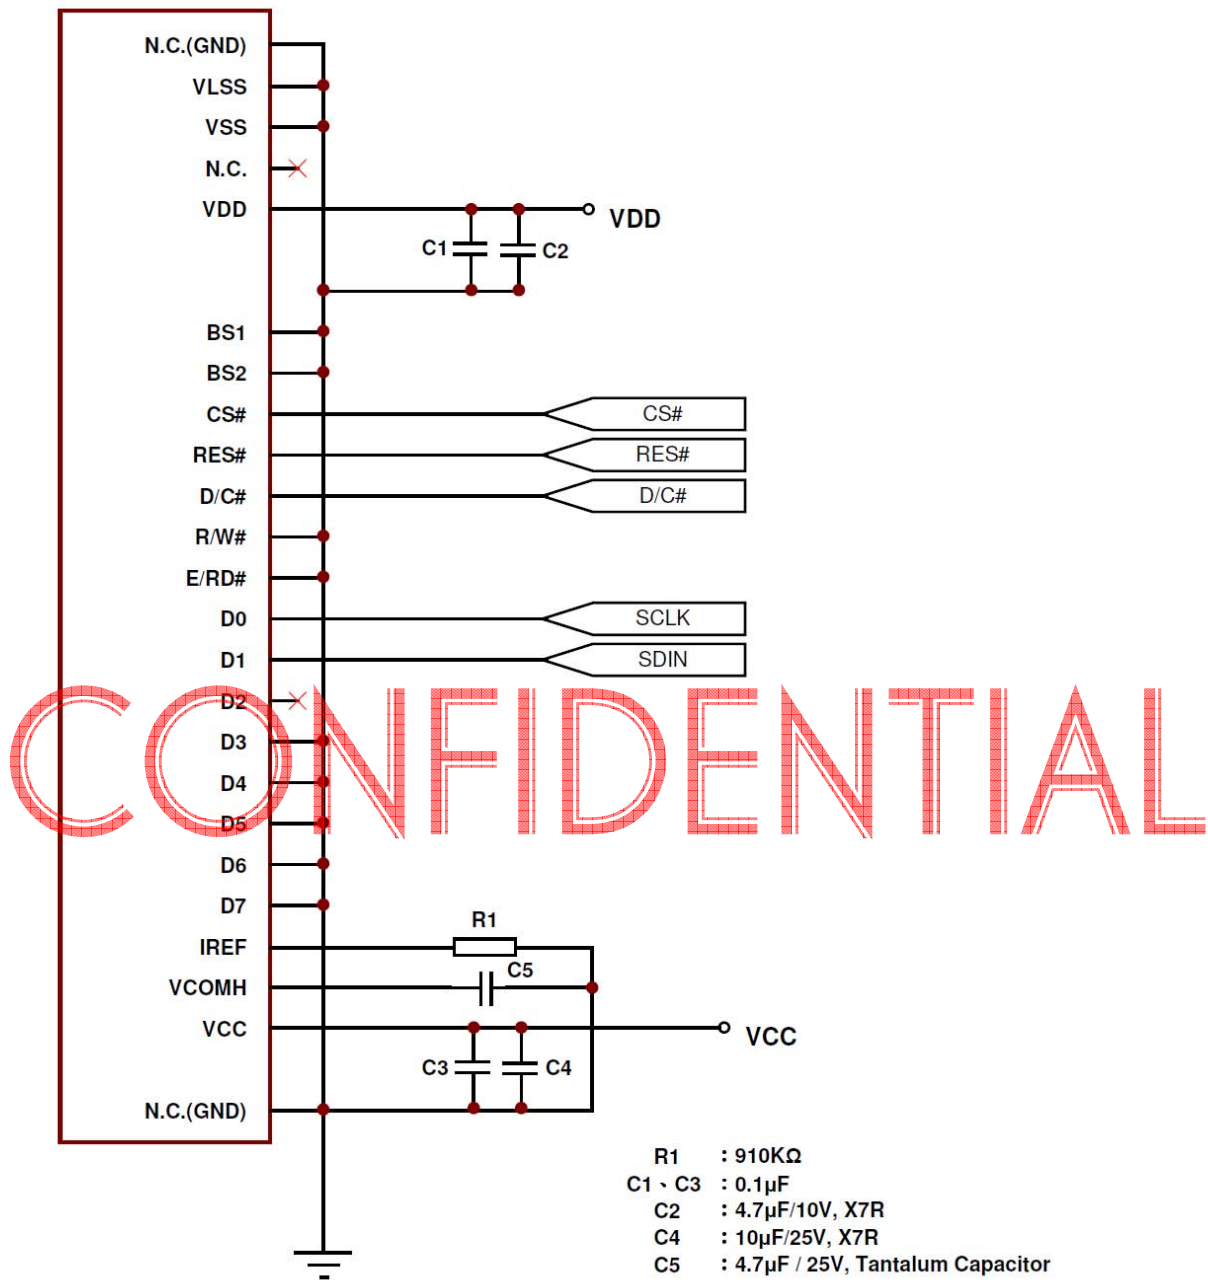 N.C.(GND)
VLSS
VSS
N.C.
VDD
VDD
C1
C2
BS1
BS2
CS#
CS#
RES#
RES#
D/C#
D/C#
R/W#
E/RD#
D0
SCLK
D1
SDIN
CONFIDENTIAL
D2
D3
D4
D5
D6
D7
R1
IREF
C5
VCOMH
VCC
VCC
C3
C4
N.C.(GND)
R1 : 910KΩ
C1、C3 : 0.1µF
C2 : 4.7µF/10V, X7R
C4 : 10µF/25V, X7R
C5 : 4.7µF / 25V, Tantalum Capacitor